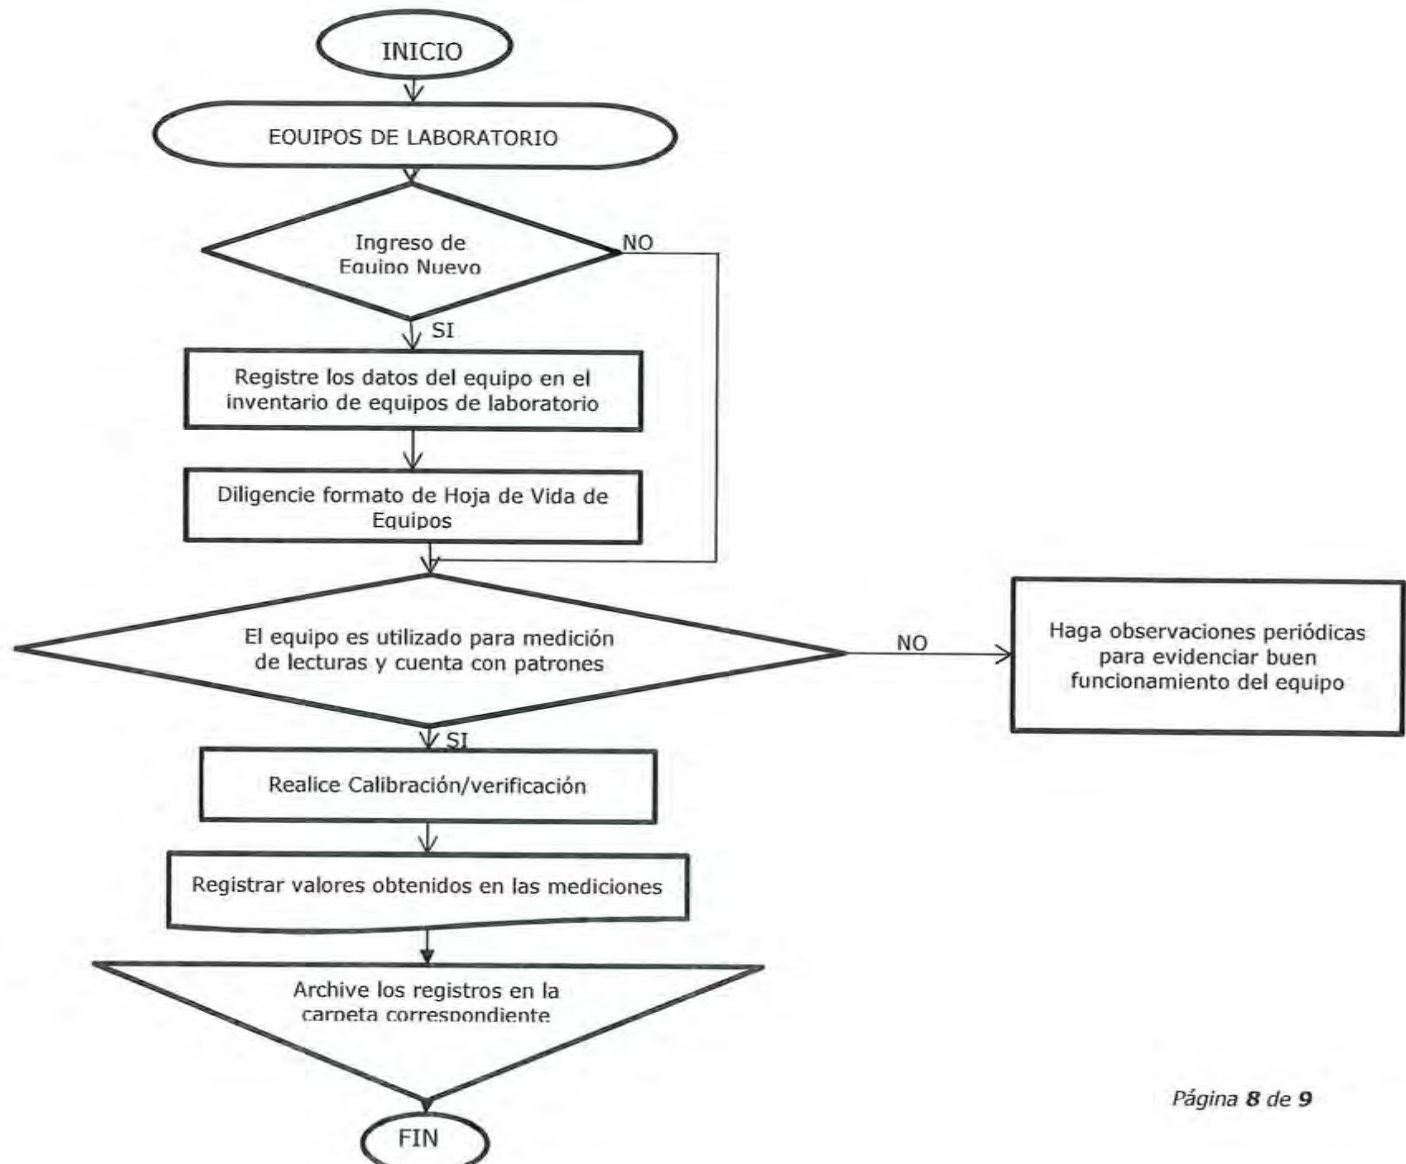 INICIO
EQUIPOS DE LABORATORIO
Ingreso de
Equipo Nuevo
NO
SI
Registre los datos del equipo en el
inventario de equipos de laboratorio
Diligencie formato de Hoja de Vida de
Equipos
El equipo es utilizado para medición
de lecturas y cuenta con patrones
NO
Haga observaciones periódicas
para evidenciar buen
funcionamiento del equipo
SI
Realice Calibración/verificación
Registrar valores obtenidos en las mediciones
Archive los registros en la
carpeta correspondiente
FIN
Página 8 de 9